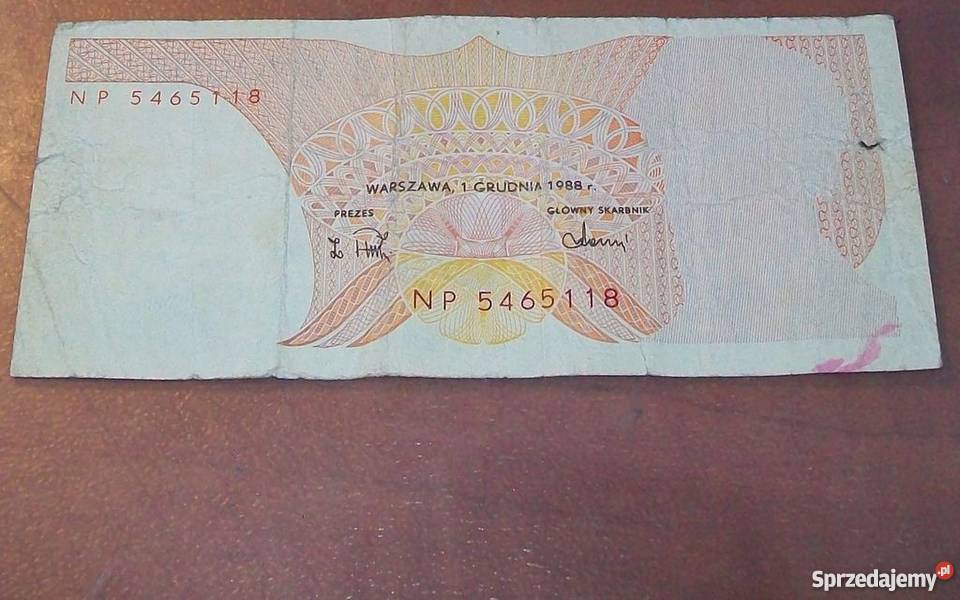 NP 5465118
WARSZAWA, 1 GRUDNIA 1988 r.
PREZES
GŁÓWNY SKARBNIK
NP 5465118
Sprzedajemy.pl